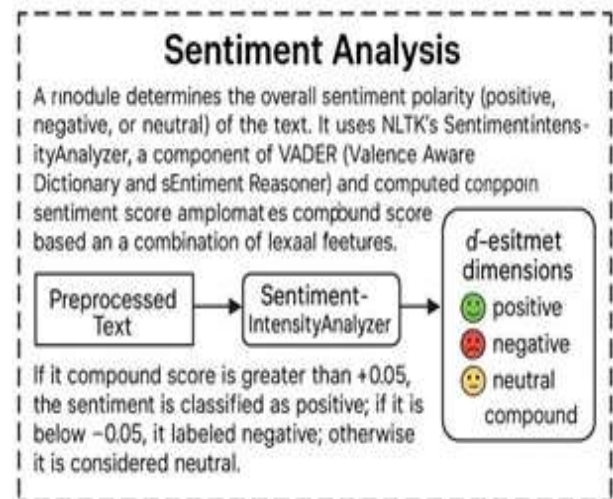 Sentiment Analysis
A rınodule determines the overall sentiment polarity (positive,
negative, or neutral) of the text. It uses NLTK's Sentimentintens-
ityAnalyzer, a component of VADER (Valence Aware
Dictionary and sEntiment Reasoner) and computed conppoın
sentiment score amplomat es compbund score
based an a combination of lexaal feetures.
Preprocessed
Text
Sentiment-
IntensityAnalyzer
ɗ-esitmet
dimensions
positive
negative
neutral
compound
If it compound score is greater than +0.05,
the sentiment is classified as positive; if it is
below −0.05, it labeled negative; otherwise
it is considered neutral.